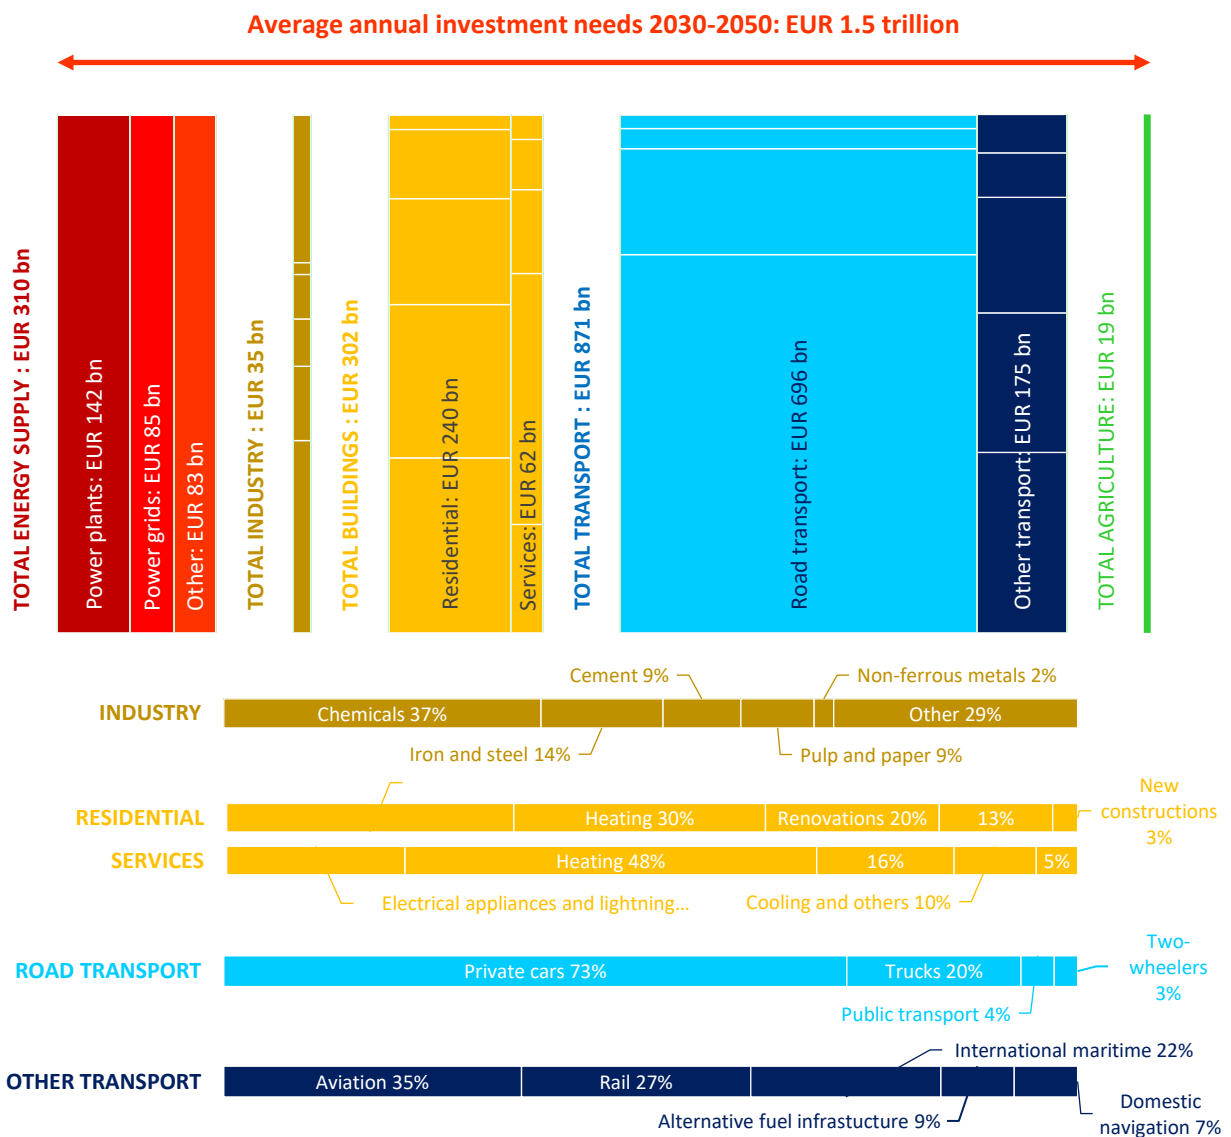 Average annual investment needs 2030-2050: EUR 1.5 trillion
TOTAL ENERGY SUPPLY : EUR 310 bn
Power plants: EUR 142 bn
Power grids: EUR 85 bn
Other: EUR 83 bn
TOTAL INDUSTRY : EUR 35 bn
TOTAL BUILDINGS : EUR 302 bn
Residential: EUR 240 bn
Services: EUR 62 bn
TOTAL TRANSPORT : EUR 871 bn
Road transport: EUR 696 bn
Other transport: EUR 175 bn
TOTAL AGRICULTURE: EUR 19 bn
Cement 9%
Non-ferrous metals 2%
INDUSTRY
Chemicals 37%
Other 29%
Iron and steel 14%
Pulp and paper 9%
RESIDENTIAL
Heating 30%
Renovations 20%
13%
New
constructions
3%
SERVICES
Heating 48%
16%
5%
Electrical appliances and lightning...
Cooling and others 10%
ROAD TRANSPORT
Private cars 73%
Trucks 20%
Two-
wheelers
3%
Public transport 4%
International maritime 22%
OTHER TRANSPORT
Aviation 35%
Rail 27%
Alternative fuel infrastucture 9%
Domestic
navigation 7%